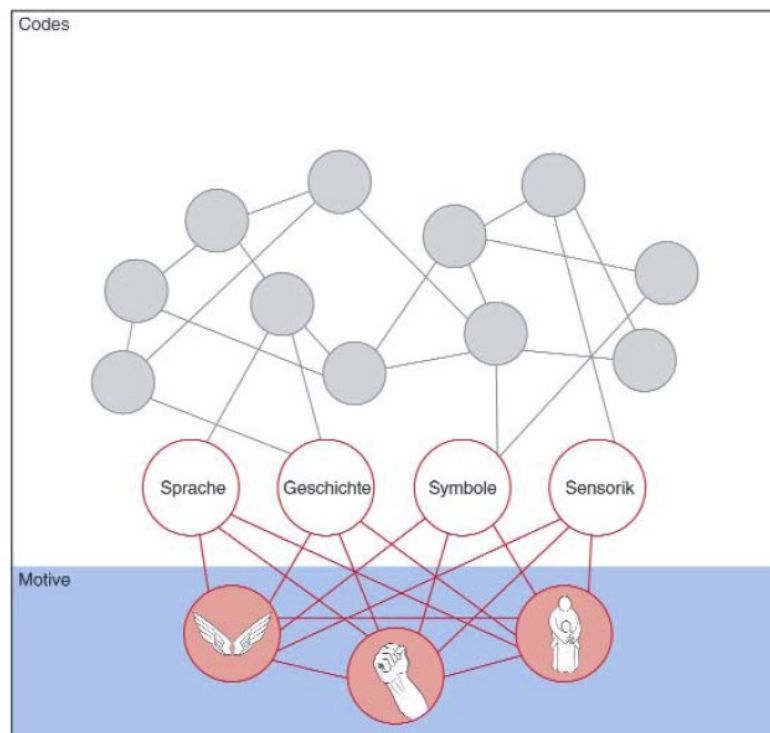 Codes
Sprache
Geschichte
Symbole
Sensorik
Motive